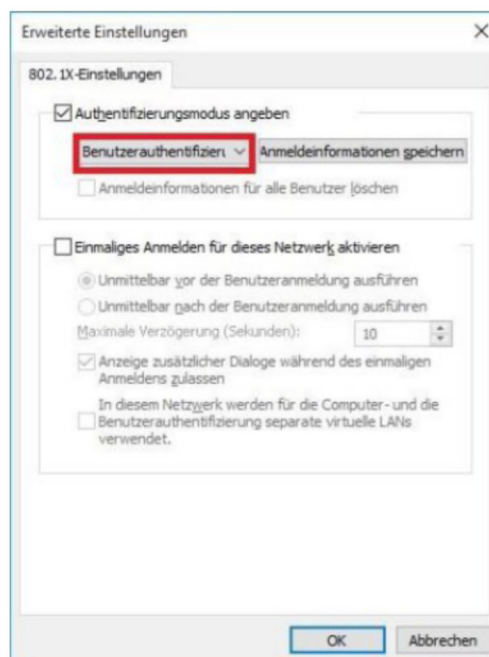 Erweiterte Einstellungen
802.1X-Einstellungen
Authentifizierungsmodus angeben
Benutzerauthentifizieru Anmeldeinformationen speichern
Anmeldeinformationen für alle Benutzer löschen
Einmaliges Anmelden für dieses Netzwerk aktivieren
Unmittelbar vor der Benutzeranmeldung ausführen
Unmittelbar nach der Benutzeranmeldung ausführen
Maximale Verzögerung (Sekunden): 10
Anzeige zusätzlicher Dialoge während des einmaligen
Anmeldens zulassen
In diesem Netzwerk werden für die Computer- und die
Benutzerauthentifizierung separate virtuelle LANs
verwendet.
OK Abbrechen